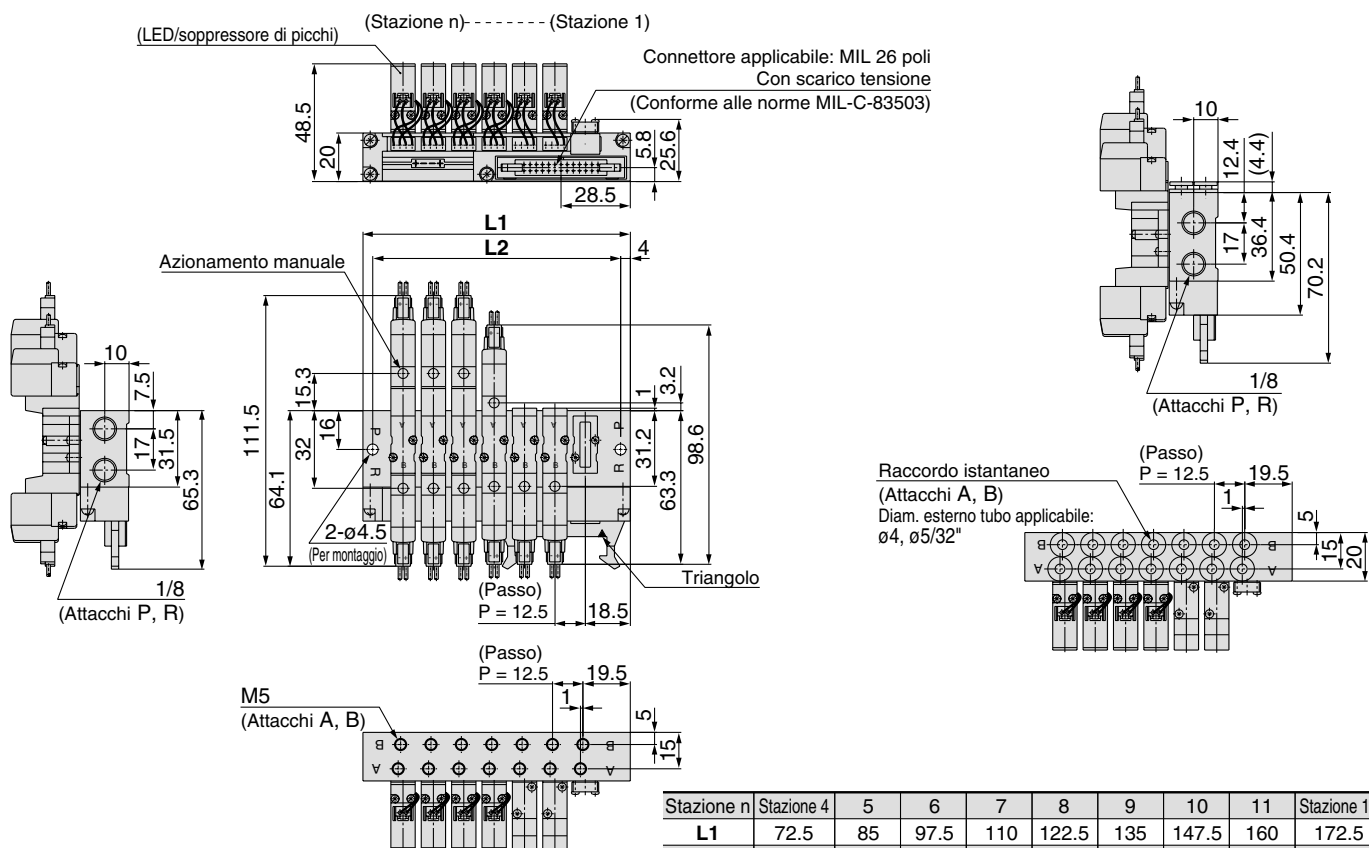 (Stazione n) - - - - - - - - (Stazione 1)
(LED/soppressore di picchi)
Connettore applicabile: MIL 26 poli
Con scarico tensione
(Conforme alle norme MIL-C-83503)
48.5
20
5.8
25.6
28.5
L1
L2
4
Azionamento manuale
111.5
15.3
64.1
32
16
P
R
A
B
P
R
1
3.2
31.2
63.3
98.6
2-ø4.5
(Per montaggio)
Triangolo
(Passo)
P = 12.5
18.5
10
7.5
17
31.5
65.3
1/8
(Attacchi P, R)
10
12.4
(4.4)
17
36.4
50.4
70.2
1/8
(Attacchi P, R)
Raccordo istantaneo
(Attacchi A, B)
Diam. esterno tubo applicabile:
ø4, ø5/32"
(Passo)
P = 12.5
19.5
1
5
15
20
B
A
B
A
(Passo)
P = 12.5
19.5
1
5
15
M5
(Attacchi A, B)
B
A
B
A
Stazione n Stazione 4 5 6 7 8 9 10 11 Stazione 1
L1 72.5 85 97.5 110 122.5 135 147.5 160 172.5